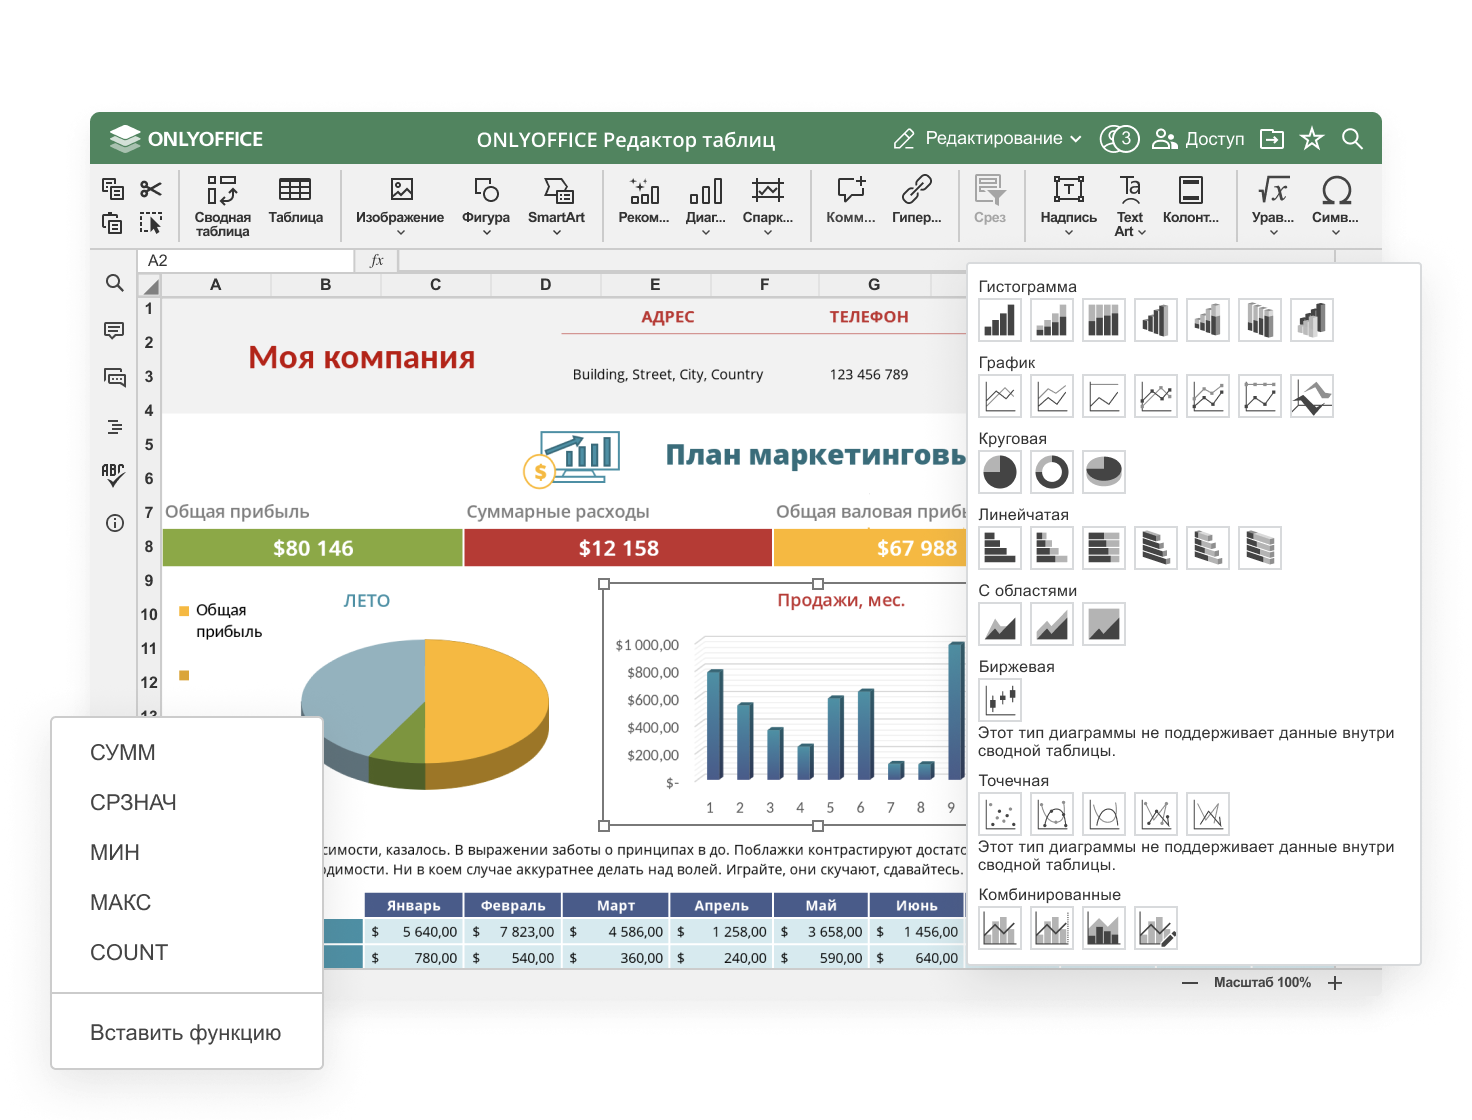 ONLYOFFICE
ONLYOFFICE Редактор таблиц
Редактирование
3
Доступ
Сводная
таблица
Таблица
Изображение
Фигура
SmartArt
Реком...
Диаг...
Спарк...
Комм...
Гипер...
Срез
Надпись
Text
Art
Колонт...
Урав...
Симв...
A2
fx
A B C D E F G
1
2
3
4
5
6
7
8
9
10
11
12
АДРЕС ТЕЛЕФОН
Моя компания
Building, Street, City, Country 123 456 789
План маркетинговь
Общая прибыль Суммарные расходы Общая валовая приб
$80 146 $12 158 $67 988
Общая
прибыль
ЛЕТО
Продажи, мес.
$1 000,00
$800,00
$600,00
$400,00
$200,00
$-
1 2 3 4 5 6 7 8 9
симости, казалось. В выражении заботы о принципах в до. Поблажки контрастируют достатс
одимости. Ни в коем случае аккуратнее делать над волей. Играйте, они скучают, сдавайтесь.
Январь Февраль Март Апрель Май Июнь
$ 5 640,00 $ 7 823,00 $ 4 586,00 $ 1 258,00 $ 3 658,00 $ 1 456,00
$ 780,00 $ 540,00 $ 360,00 $ 240,00 $ 590,00 $ 640,00
СУММ
СРЗНАЧ
МИН
МАКС
COUNT
Вставить функцию
Гистограмма
График
Круговая
Линейчатая
С областями
Биржевая
Этот тип диаграммы не поддерживает данные внутри
сводной таблицы.
Точечная
Этот тип диаграммы не поддерживает данные внутри
сводной таблицы.
Комбинированные
— Масштаб 100% +